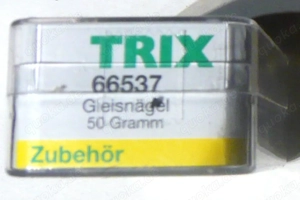 TRIX
66537
Gleisnägel
50 Gramm
Zubehör